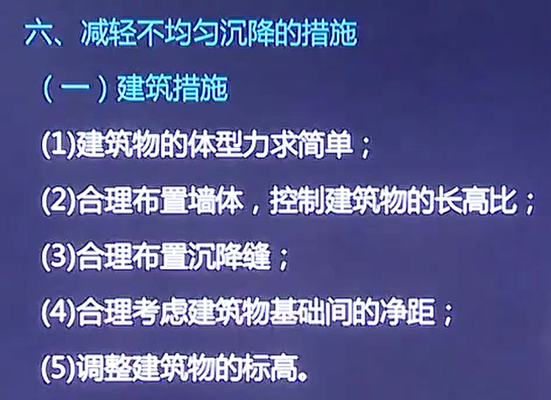 六、减轻不均匀沉降的措施
（一）建筑措施
(1)建筑物的体型力求简单；
(2)合理布置墙体，控制建筑物的长高比；
(3)合理布置沉降缝；
(4)合理考虑建筑物基础间的净距；
(5)调整建筑物的标高。